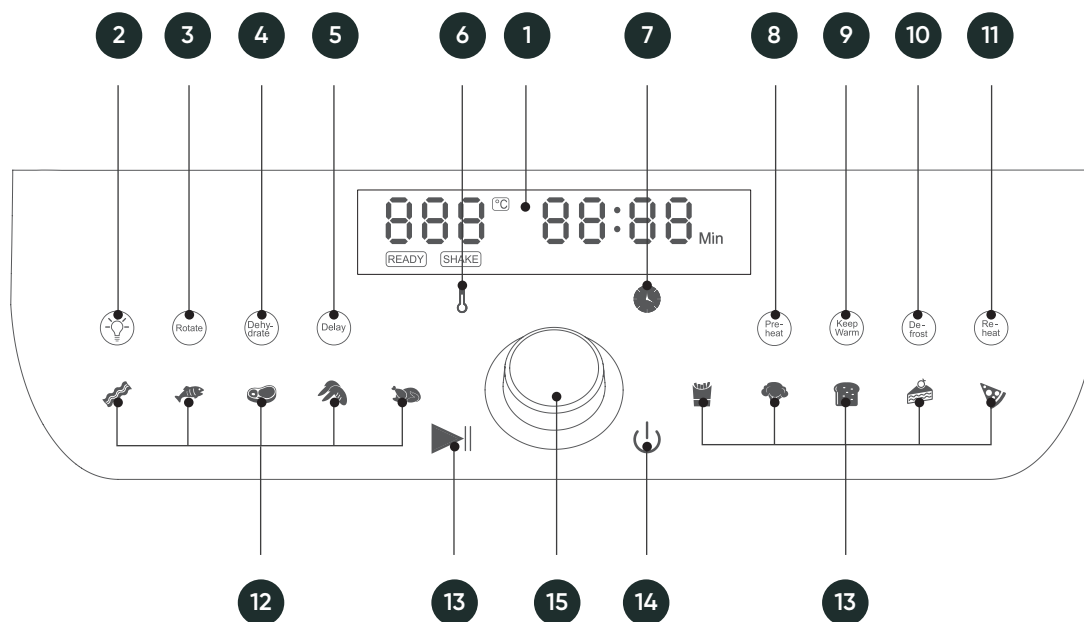 2 3 4 5 6 1 7 8 9 10 11
888 °C 88:88 Min
READY SHAKE
Rotate Dehy- Delay Pre- Keep De- Re-
drate heat Warm frost heat
12 13 15 14 13